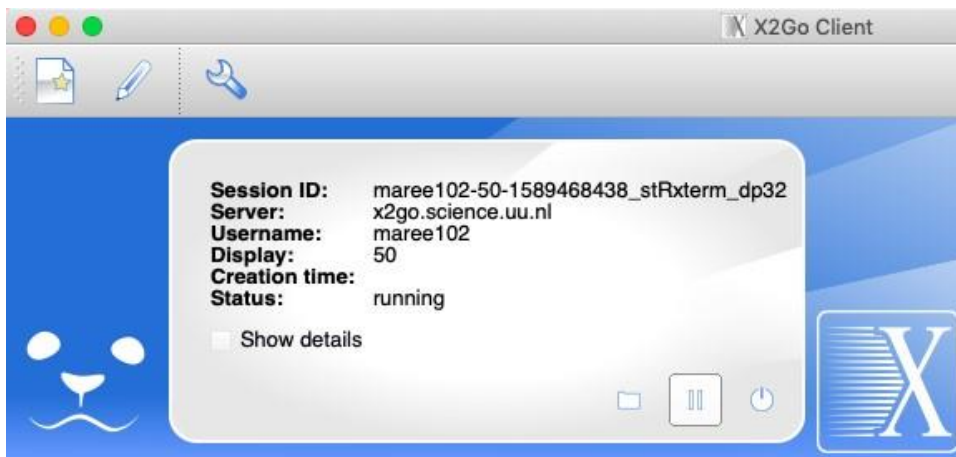 X2Go Client
Session ID: maree102-50-1589468438_stRxterm_dp32
Server: x2go.science.uu.nl
Username: maree102
Display: 50
Creation time:
Status: running
Show details
X